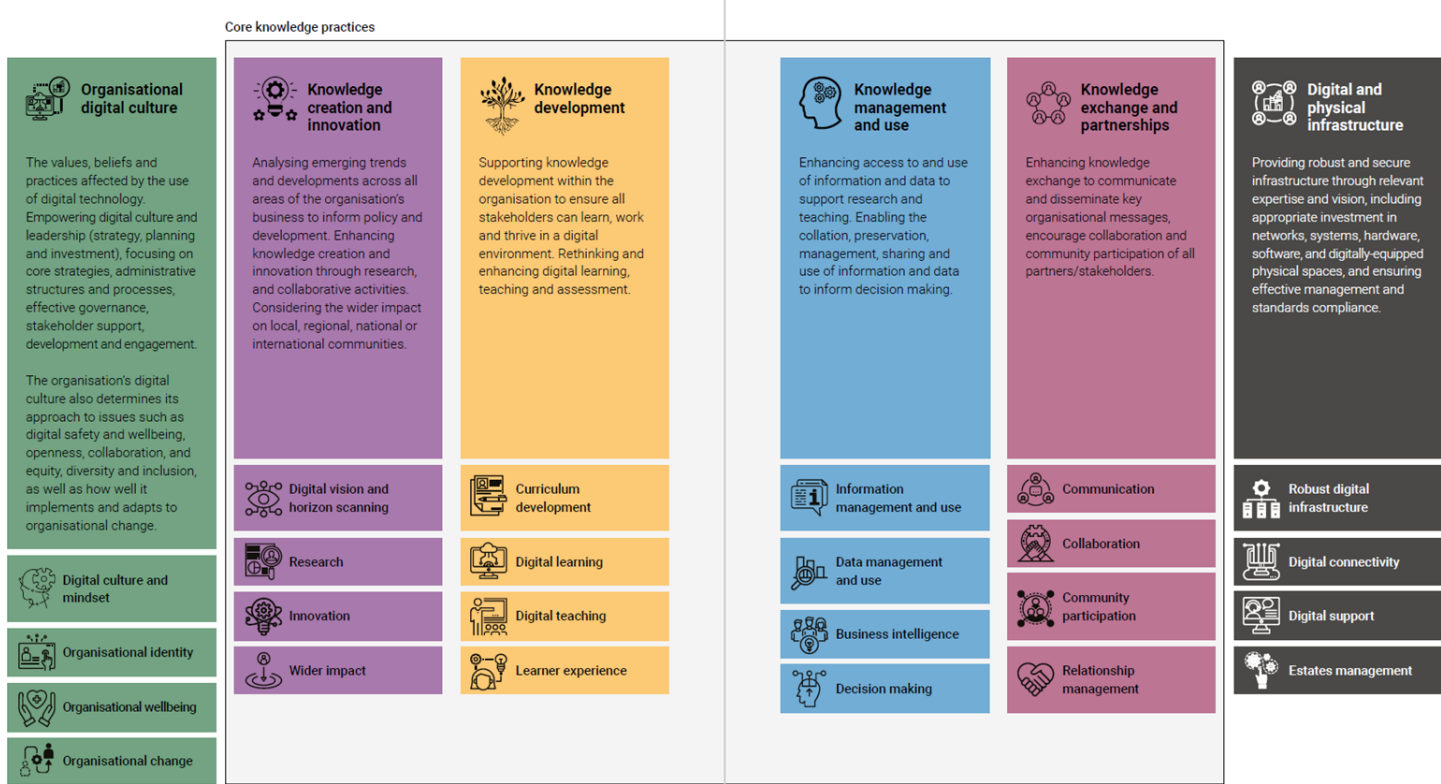 Core knowledge practices
Organisational
digital culture
The values, beliefs and
practices affected by the use
of digital technology.
Empowering digital culture and
leadership (strategy, planning
and investment), focusing on
core strategies, administrative
structures and processes,
effective governance,
stakeholder support,
development and engagement.
The organisation's digital
culture also determines its
approach to issues such as
digital safety and wellbeing,
openness, collaboration, and
equity, diversity and inclusion,
as well as how well it
implements and adapts to
organisational change.
Digital culture and
mindset
Organisational identity
Organisational wellbeing
Organisational change
Knowledge
creation and
innovation
Analysing emerging trends
and developments across all
areas of the organisation's
business to inform policy and
development. Enhancing
knowledge creation and
innovation through research,
and collaborative activities.
Considering the wider impact
on local, regional, national or
international communities.
Digital vision and
horizon scanning
Research
Innovation
Wider impact
Knowledge
development
Supporting knowledge
development within the
organisation to ensure all
stakeholders can learn, work
and thrive in a digital
environment. Rethinking and
enhancing digital learning,
teaching and assessment.
Curriculum
development
Digital learning
Digital teaching
Learner experience
Knowledge
management
and use
Enhancing access to and use
of information and data to
support research and
teaching. Enabling the
collation, preservation,
management, sharing and
use of information and data
to inform decision making.
Information
management and use
Data management
and use
Business intelligence
Decision making
Knowledge
exchange and
partnerships
Enhancing knowledge
exchange to communicate
and disseminate key
organisational messages,
encourage collaboration and
community participation of all
partners/stakeholders.
Communication
Collaboration
Community
participation
Relationship
management
Digital and
physical
infrastructure
Providing robust and secure
infrastructure through relevant
expertise and vision, including
appropriate investment in
networks, systems, hardware,
software, and digitally-equipped
physical spaces, and ensuring
effective management and
standards compliance.
Robust digital
infrastructure
Digital connectivity
Digital support
Estates management